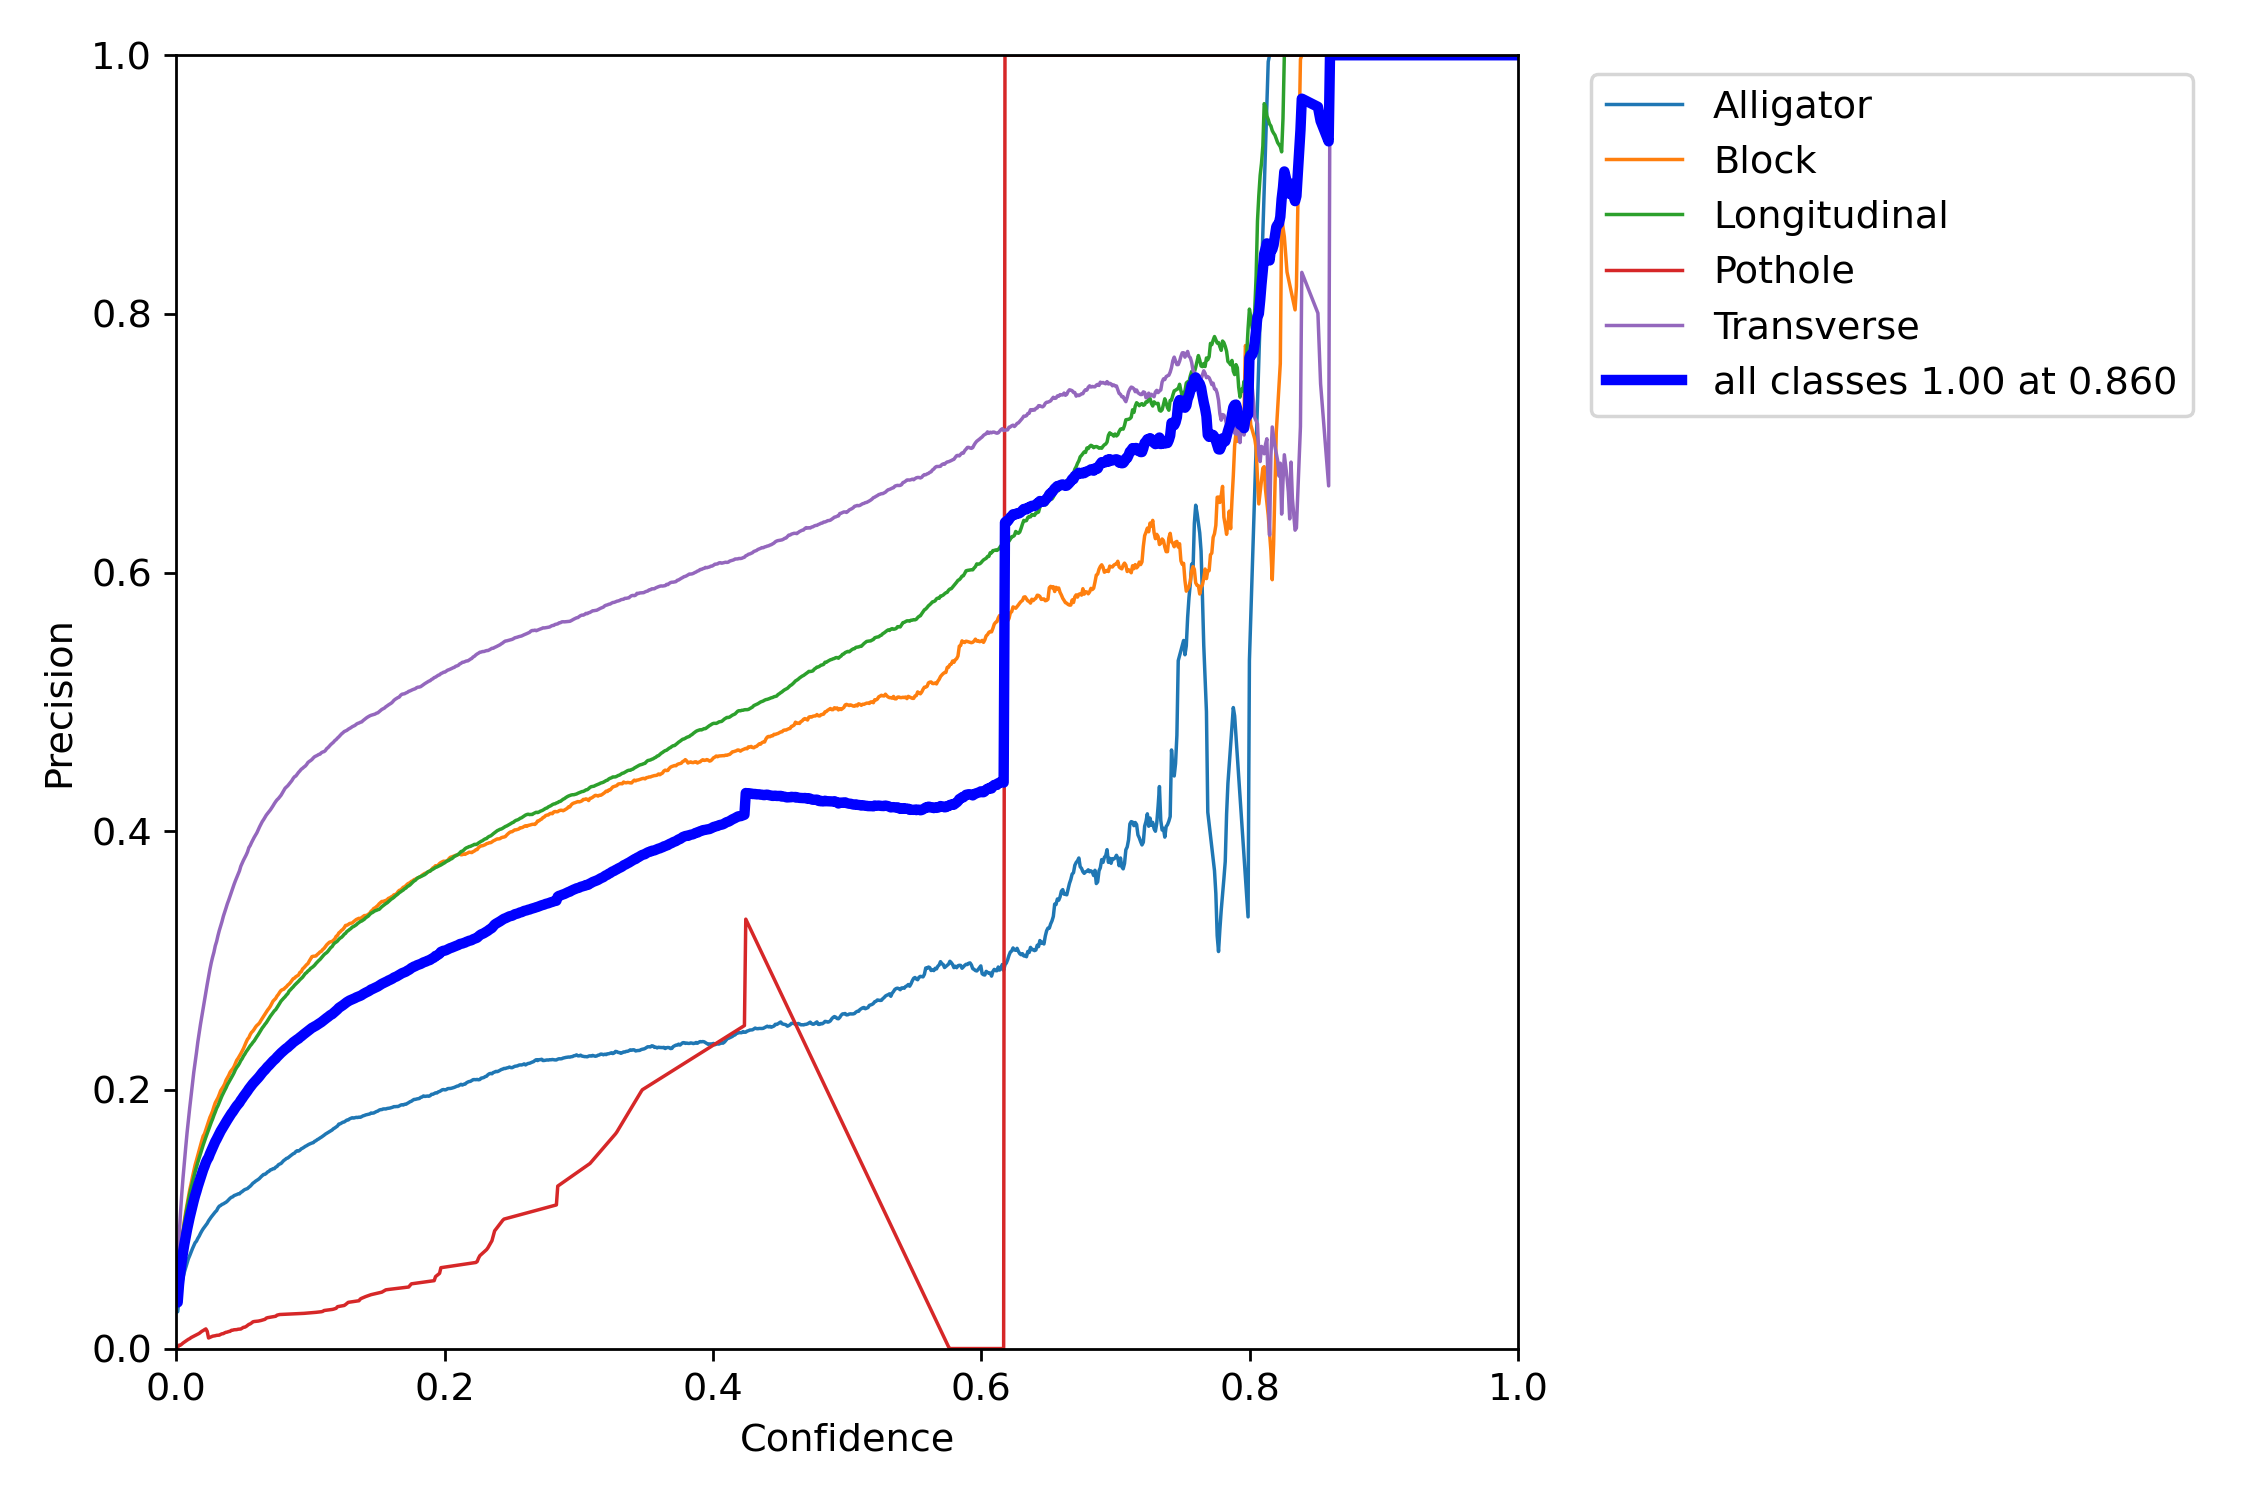 1.0
0.8
0.6
0.4
0.2
0.0
Precision
0.0 0.2 0.4 0.6 0.8 1.0
Confidence
Alligator
Block
Longitudinal
Pothole
Transverse
all classes 1.00 at 0.860